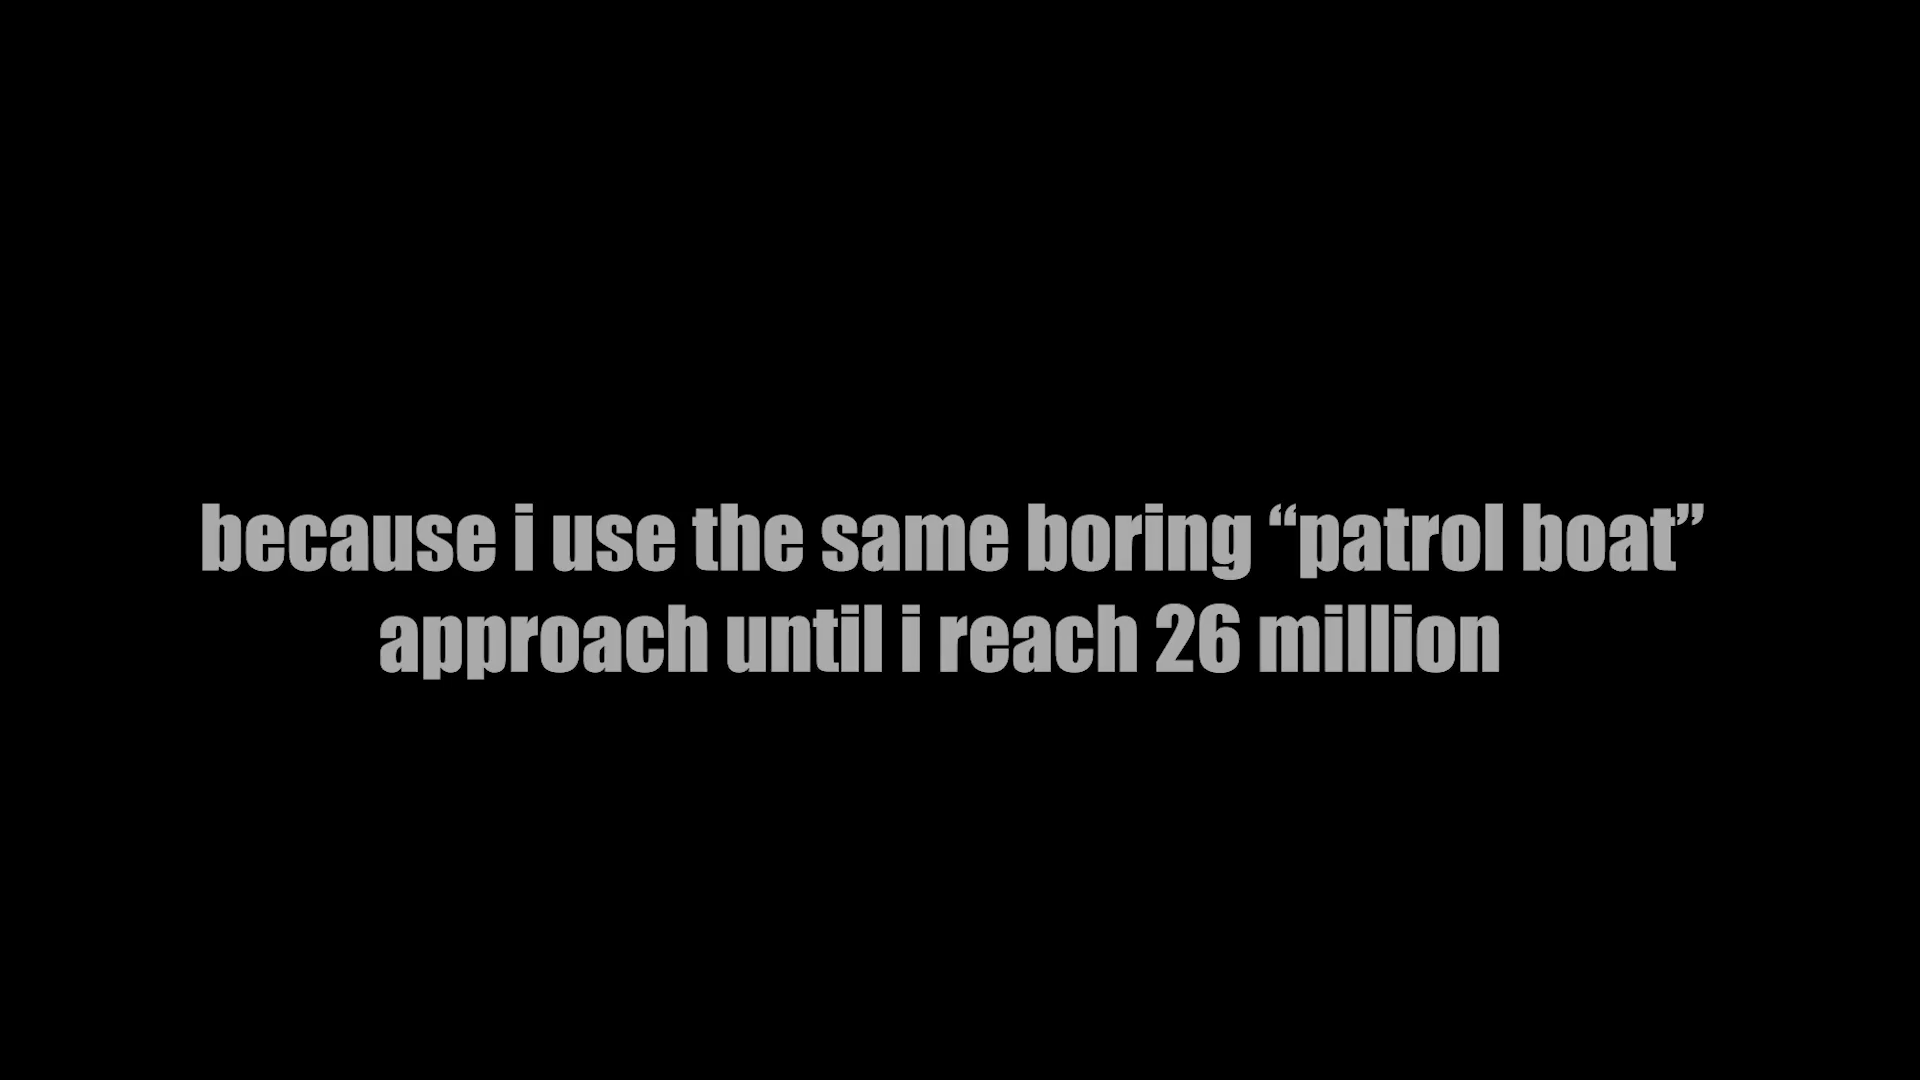 because i use the same boring “patrol boat”
approach until i reach 26 million